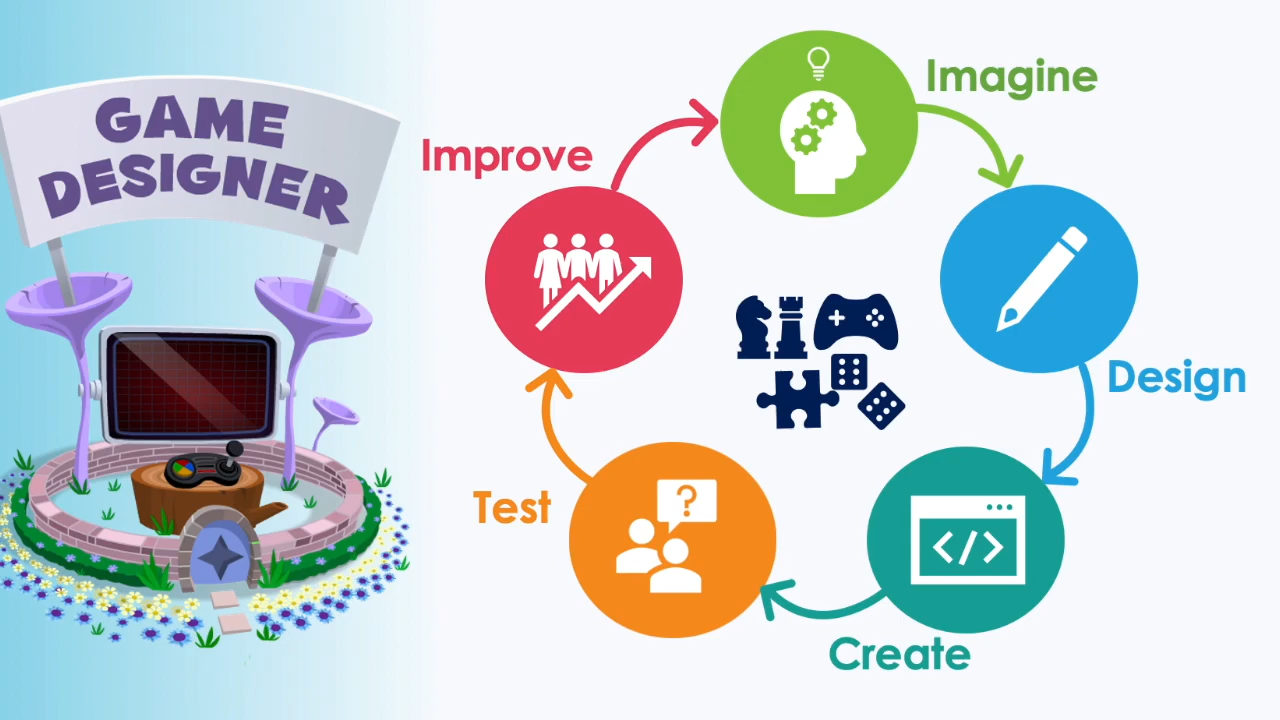 GAME
DESIGNER
Imagine
Improve
Design
Test
?
</>
Create